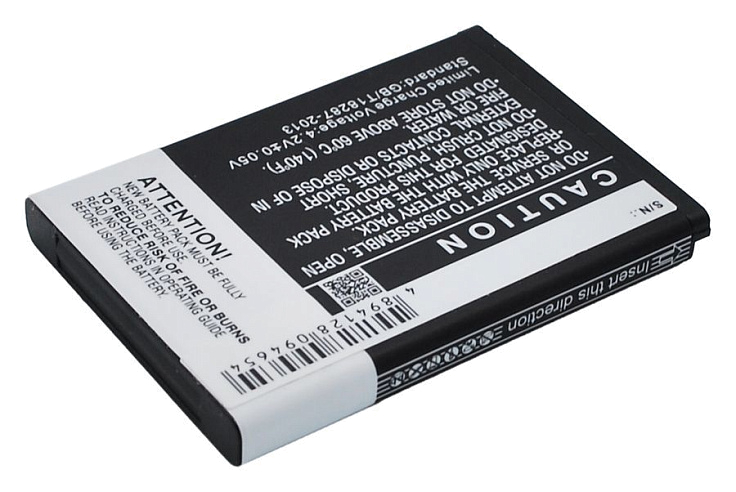 CAUTION
•DO NOT ATTEMPT TO DISASSEMBLE, OPEN
OR SERVICE THE BATTERY PACK.
•REPLACE ONLY WITH THE BATTERY PACK
DESIGNATED FOR THIS PRODUCT.
•DO NOT CRUSH, PUNCTURE, SHORT
EXTERNAL CONTACTS OR DISPOSE OF IN
FIRE OR WATER.
•DO NOT STORE ABOVE 60°C (140°F).
Standard:GB/T18287-2013
Limited Charge Voltage:4.2V±0.05V
S/N.:
ATTENTION!
NEW BATTERY PACK MUST BE FULLY
CHARGED BEFORE USE.
TO REDUCE RISK OF FIRE OR BURNS
READ INSTRUCTIONS IN OPERATING GUIDE
BEFORE USING THE BATTERY.
4 894128 094654
Insert this direction